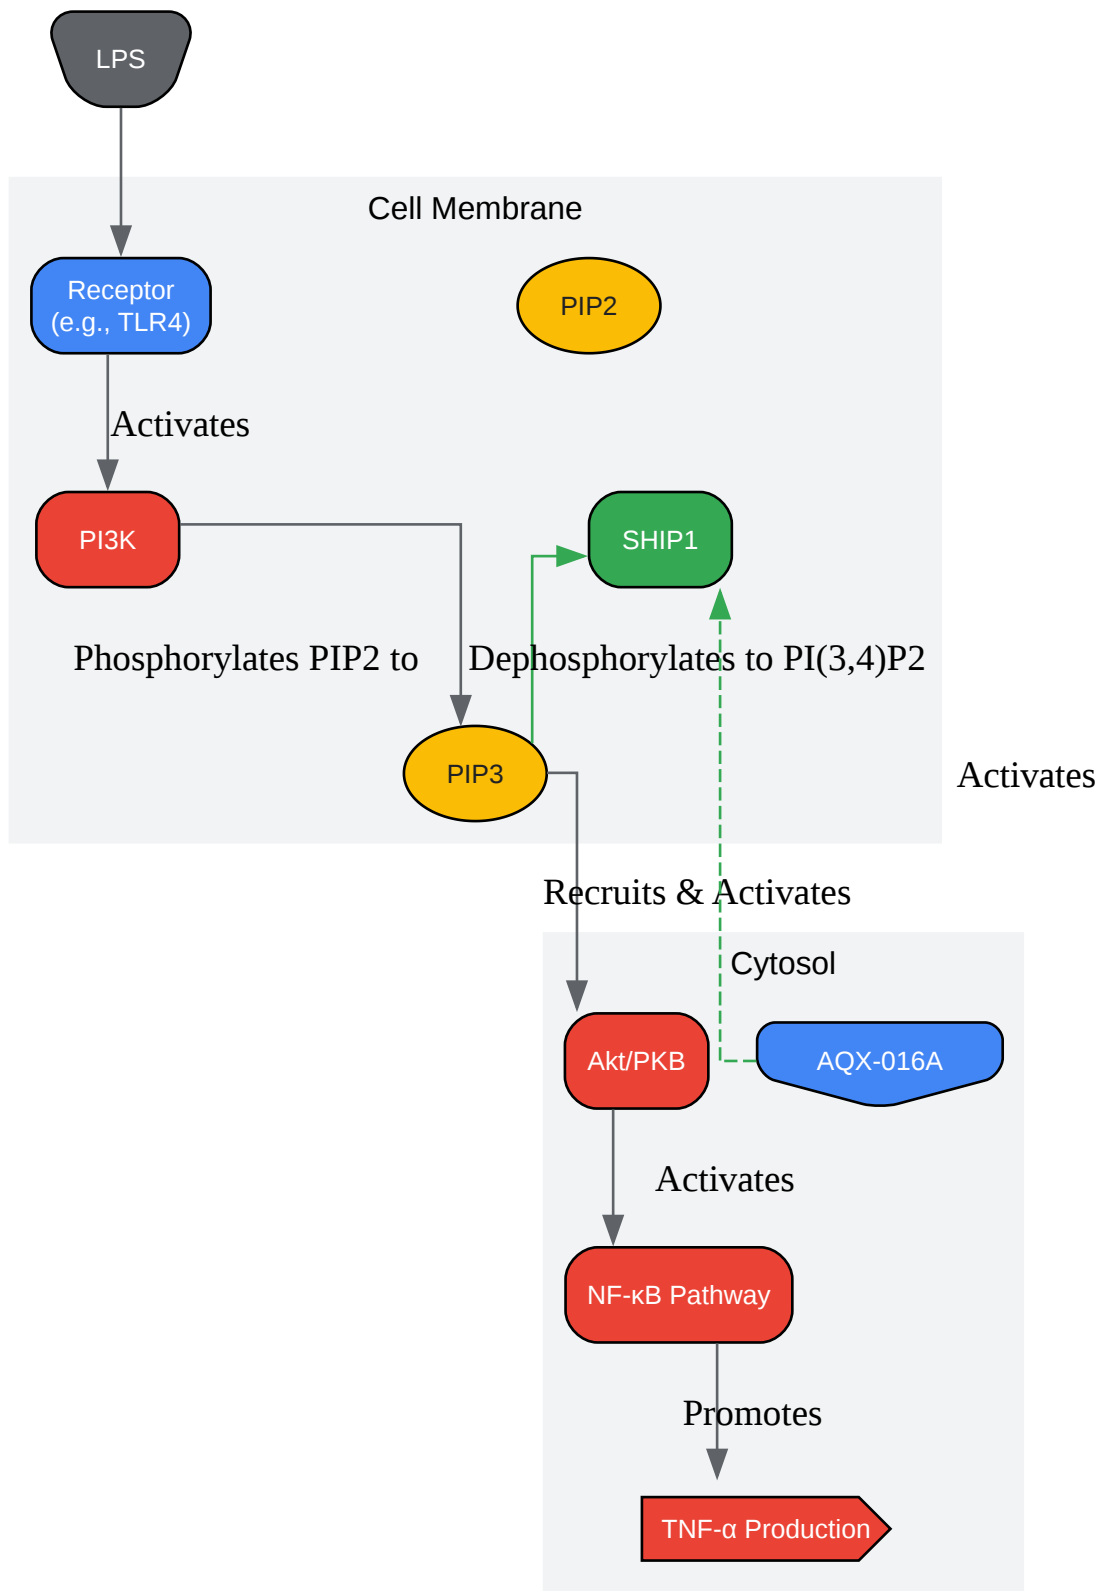 LPS
Cell Membrane
Receptor
(e.g., TLR4)
PIP2
Activates
PI3K
SHIP1
Phosphorylates PIP2 to
Dephosphorylates to PI(3,4)P2
PIP3
Activates
Recruits & Activates
Cytosol
Akt/PKB
AQX-016A
Activates
NF-κB Pathway
Promotes
TNF-α Production